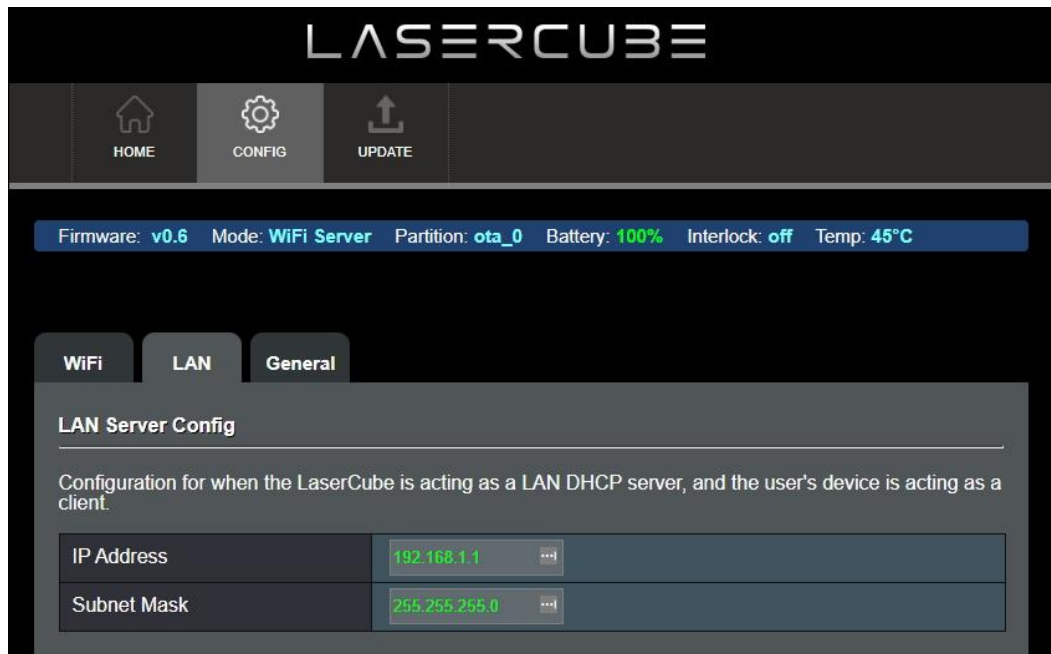 LASERCUBE
HOME CONFIG UPDATE
Firmware: v0.6 Mode: WiFi Server Partition: ota_0 Battery: 100% Interlock: off Temp: 45°C
WiFi LAN General
LAN Server Config
Configuration for when the LaserCube is acting as a LAN DHCP server, and the user's device is acting as a
client.
IP Address 192.168.1.1
Subnet Mask 255.255.255.0